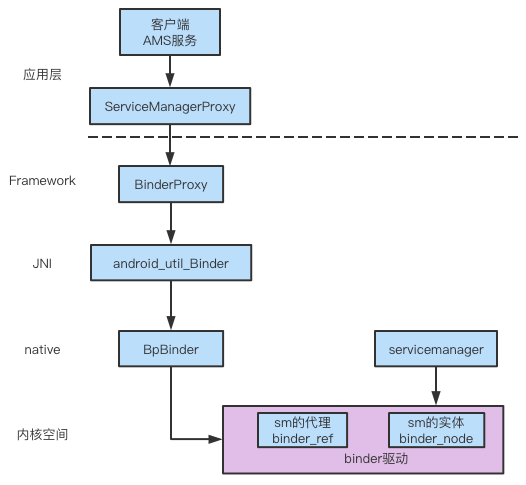 客户端
AMS服务
应用层
ServiceManagerProxy
Framework
BinderProxy
JNI
android_util_Binder
native
BpBinder
servicemanager
内核空间
sm的代理
binder_ref
sm的实体
binder_node
binder驱动